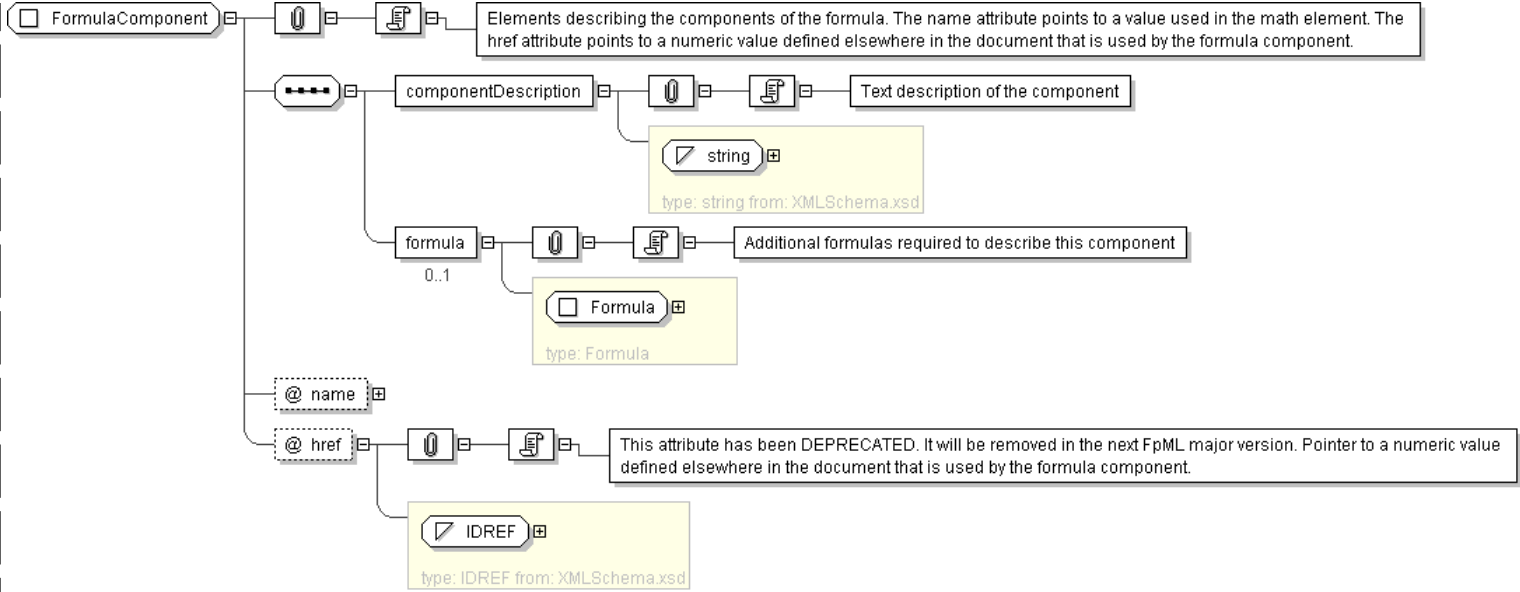 FormulaComponent
Elements describing the components of the formula. The name attribute points to a value used in the math element. The
href attribute points to a numeric value defined elsewhere in the document that is used by the formula component.
componentDescription
Text description of the component
string
type: string from: XMLSchema.xsd
formula
Additional formulas required to describe this component
0..1
Formula
type: Formula
@ name
@ href
This attribute has been DEPRECATED. It will be removed in the next FpML major version. Pointer to a numeric value
defined elsewhere in the document that is used by the formula component.
IDREF
type: IDREF from: XMLSchema.xsd